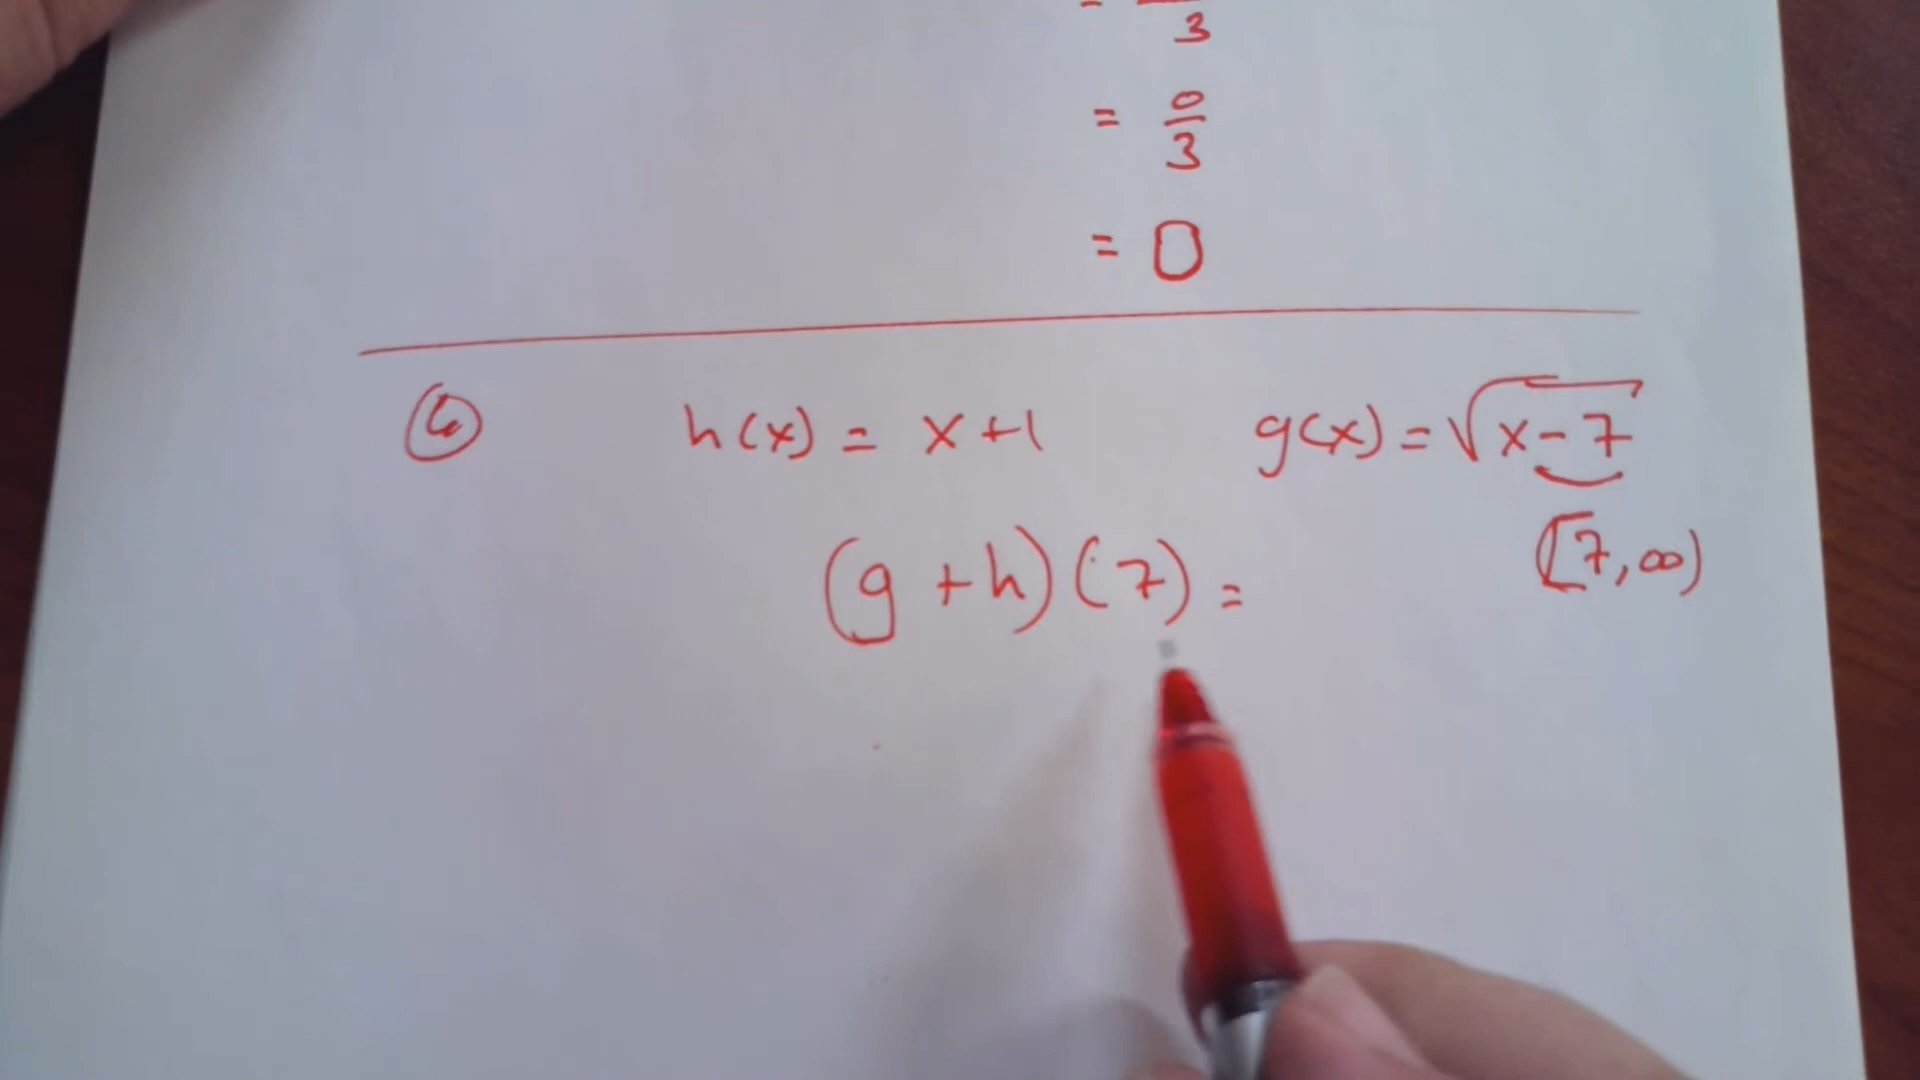 = 3
= 0/3
= 0
6 h(x) = x+1 g(x) = √x-7
(g+h)(7) = [7,∞)